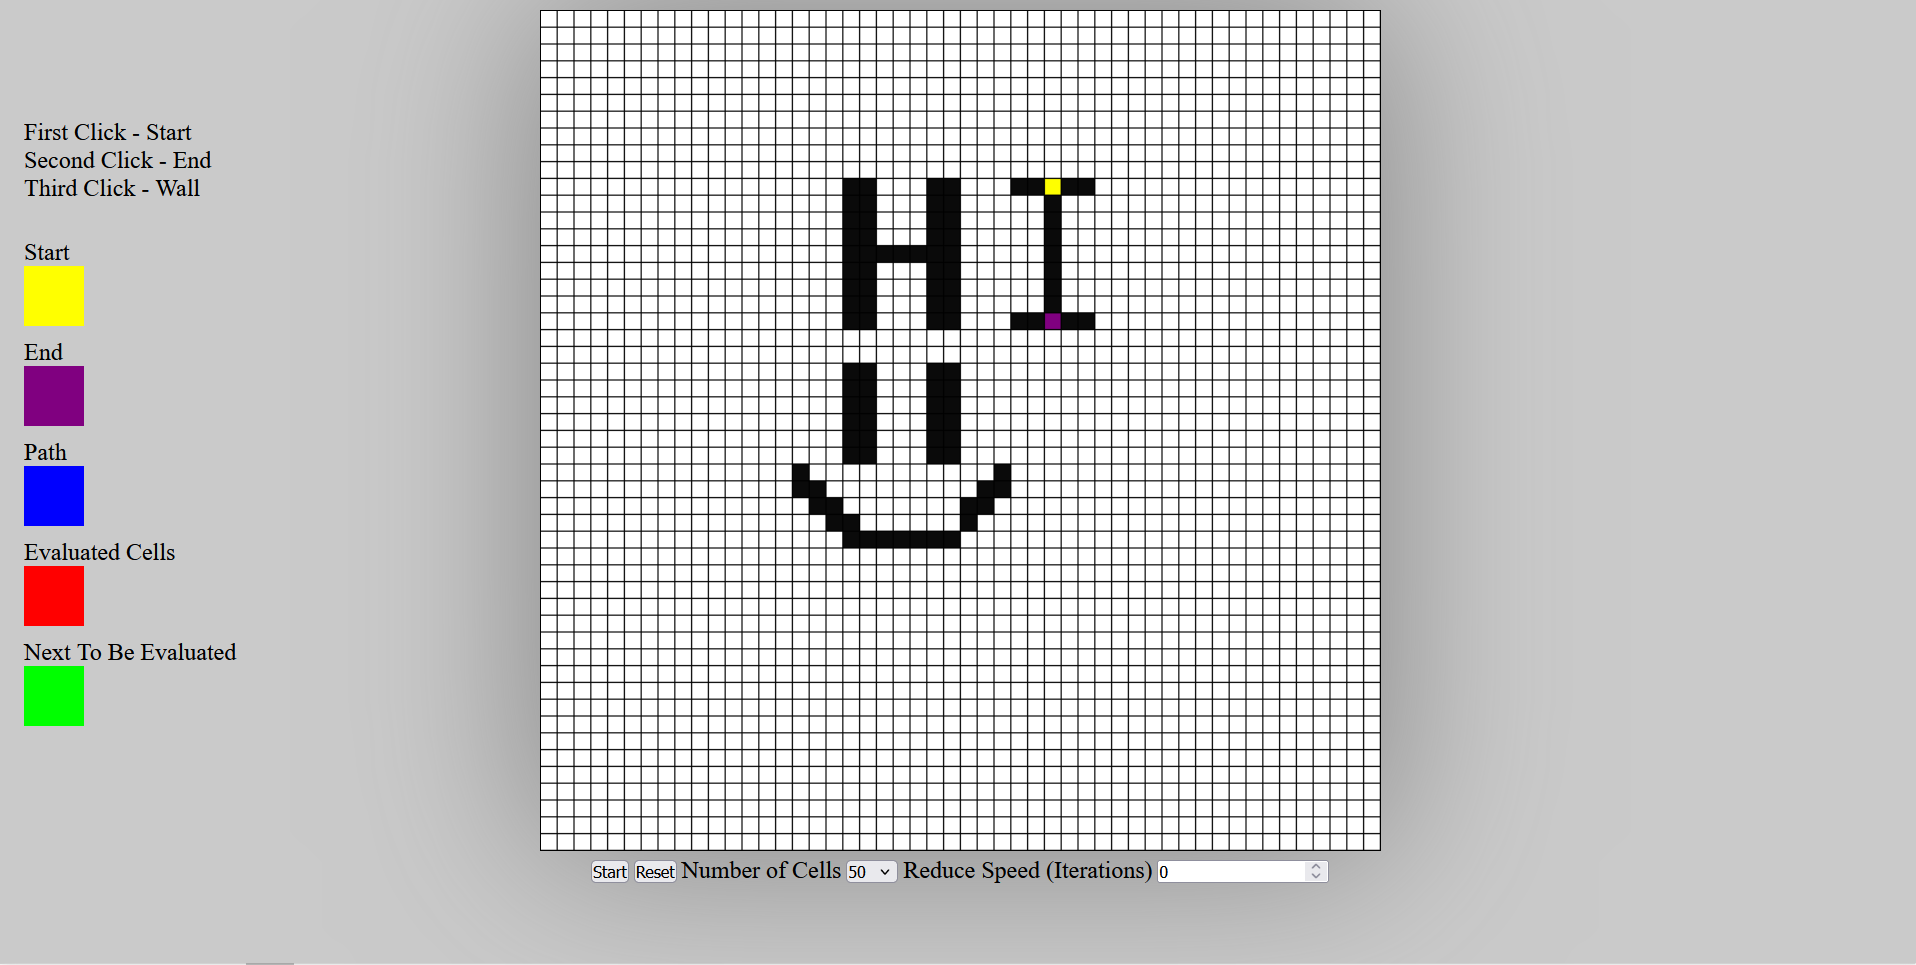 First Click - Start
Second Click - End
Third Click - Wall
Start
End
Path
Evaluated Cells
Next To Be Evaluated
HI
Start Reset Number of Cells 50 Reduce Speed (Iterations) 0